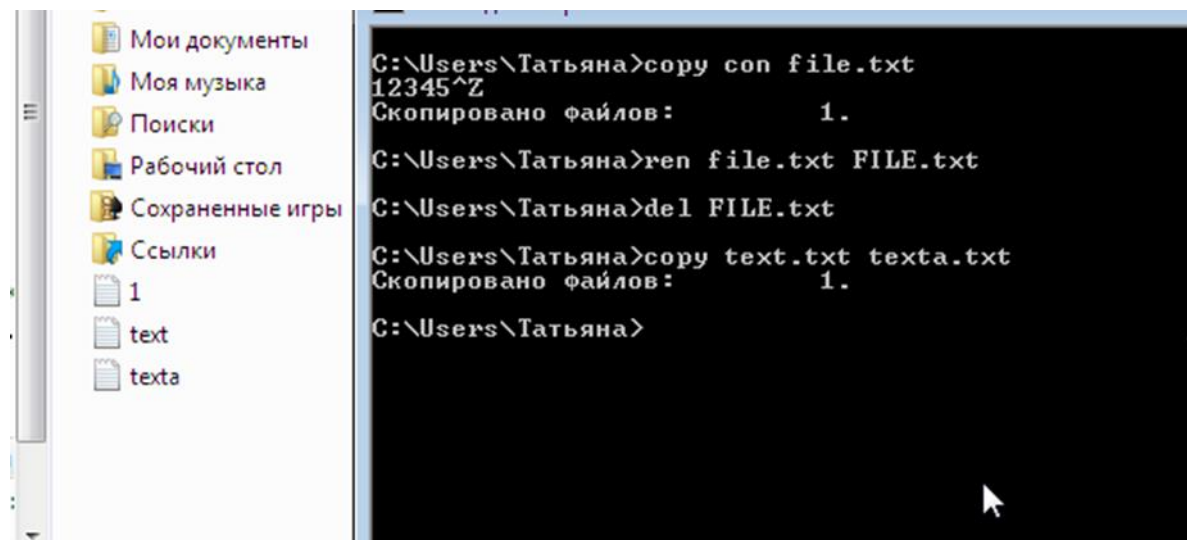 Мои документы
Моя музыка
Поиски
Рабочий стол
Сохраненные игры
Ссылки
1
text
texta
C:\Users\Татьяна>copy con file.txt
12345^Z
Скопировано файлов: 1.
C:\Users\Татьяна>ren file.txt FILE.txt
C:\Users\Татьяна>del FILE.txt
C:\Users\Татьяна>copy text.txt texta.txt
Скопировано файлов: 1.
C:\Users\Татьяна>